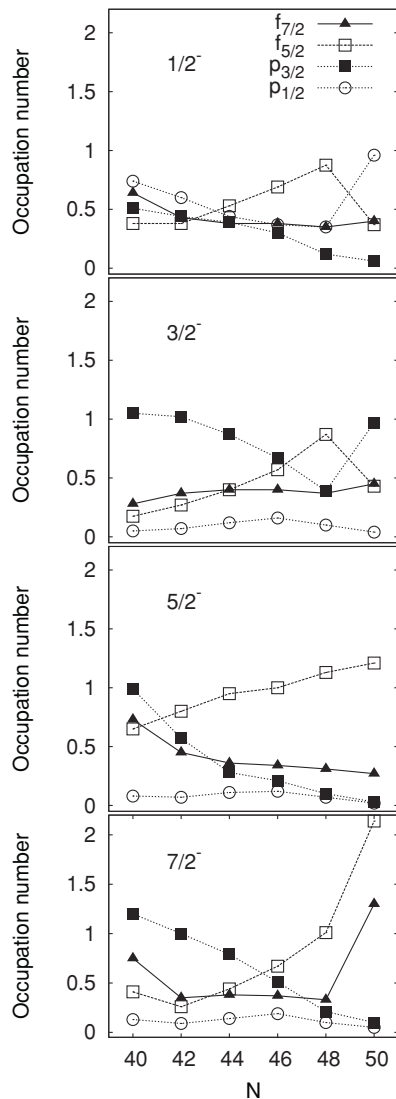 2
f7/2
f5/2
p3/2
p1/2
1/2-
1.5
1
0.5
0
Occupation number
2
3/2-
1.5
1
0.5
0
Occupation number
2
5/2-
1.5
1
0.5
0
Occupation number
2
7/2-
1.5
1
0.5
0
Occupation number
40 42 44 46 48 50
N